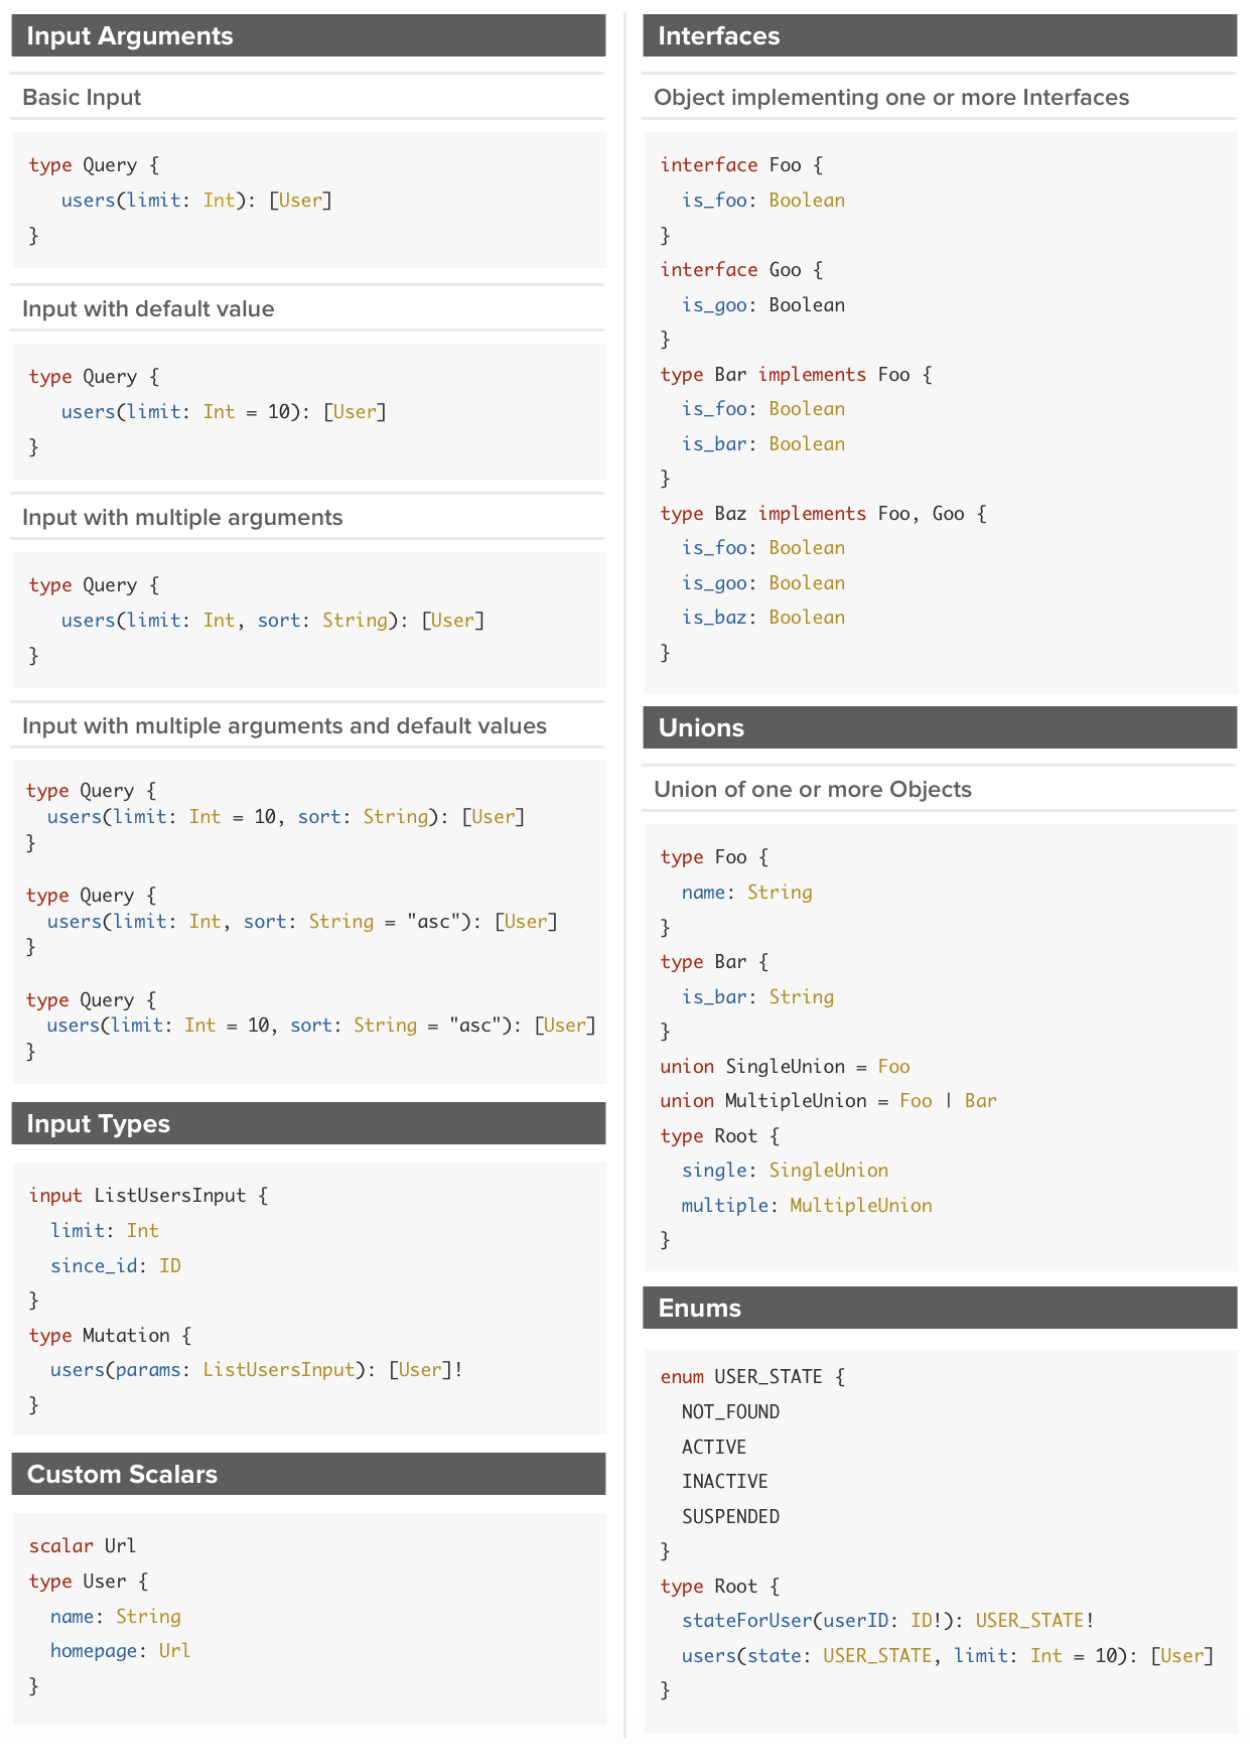 Input Arguments
Basic Input
type Query {
   users(limit: Int): [User]
}
Input with default value
type Query {
   users(limit: Int = 10): [User]
}
Input with multiple arguments
type Query {
   users(limit: Int, sort: String): [User]
}
Input with multiple arguments and default values
type Query {
  users(limit: Int = 10, sort: String): [User]
}
type Query {
  users(limit: Int, sort: String = "asc"): [User]
}
type Query {
  users(limit: Int = 10, sort: String = "asc"): [User]
}
Input Types
input ListUsersInput {
  limit: Int
  since_id: ID
}
type Mutation {
  users(params: ListUsersInput): [User]!
}
Custom Scalars
scalar Url
type User {
  name: String
  homepage: Url
}
Interfaces
Object implementing one or more Interfaces
interface Foo {
  is_foo: Boolean
}
interface Goo {
  is_goo: Boolean
}
type Bar implements Foo {
  is_foo: Boolean
  is_bar: Boolean
}
type Baz implements Foo, Goo {
  is_foo: Boolean
  is_goo: Boolean
  is_baz: Boolean
}
Unions
Union of one or more Objects
type Foo {
  name: String
}
type Bar {
  is_bar: String
}
union SingleUnion = Foo
union MultipleUnion = Foo | Bar
type Root {
  single: SingleUnion
  multiple: MultipleUnion
}
Enums
enum USER_STATE {
  NOT_FOUND
  ACTIVE
  INACTIVE
  SUSPENDED
}
type Root {
  stateForUser(userID: ID!): USER_STATE!
  users(state: USER_STATE, limit: Int = 10): [User]
}